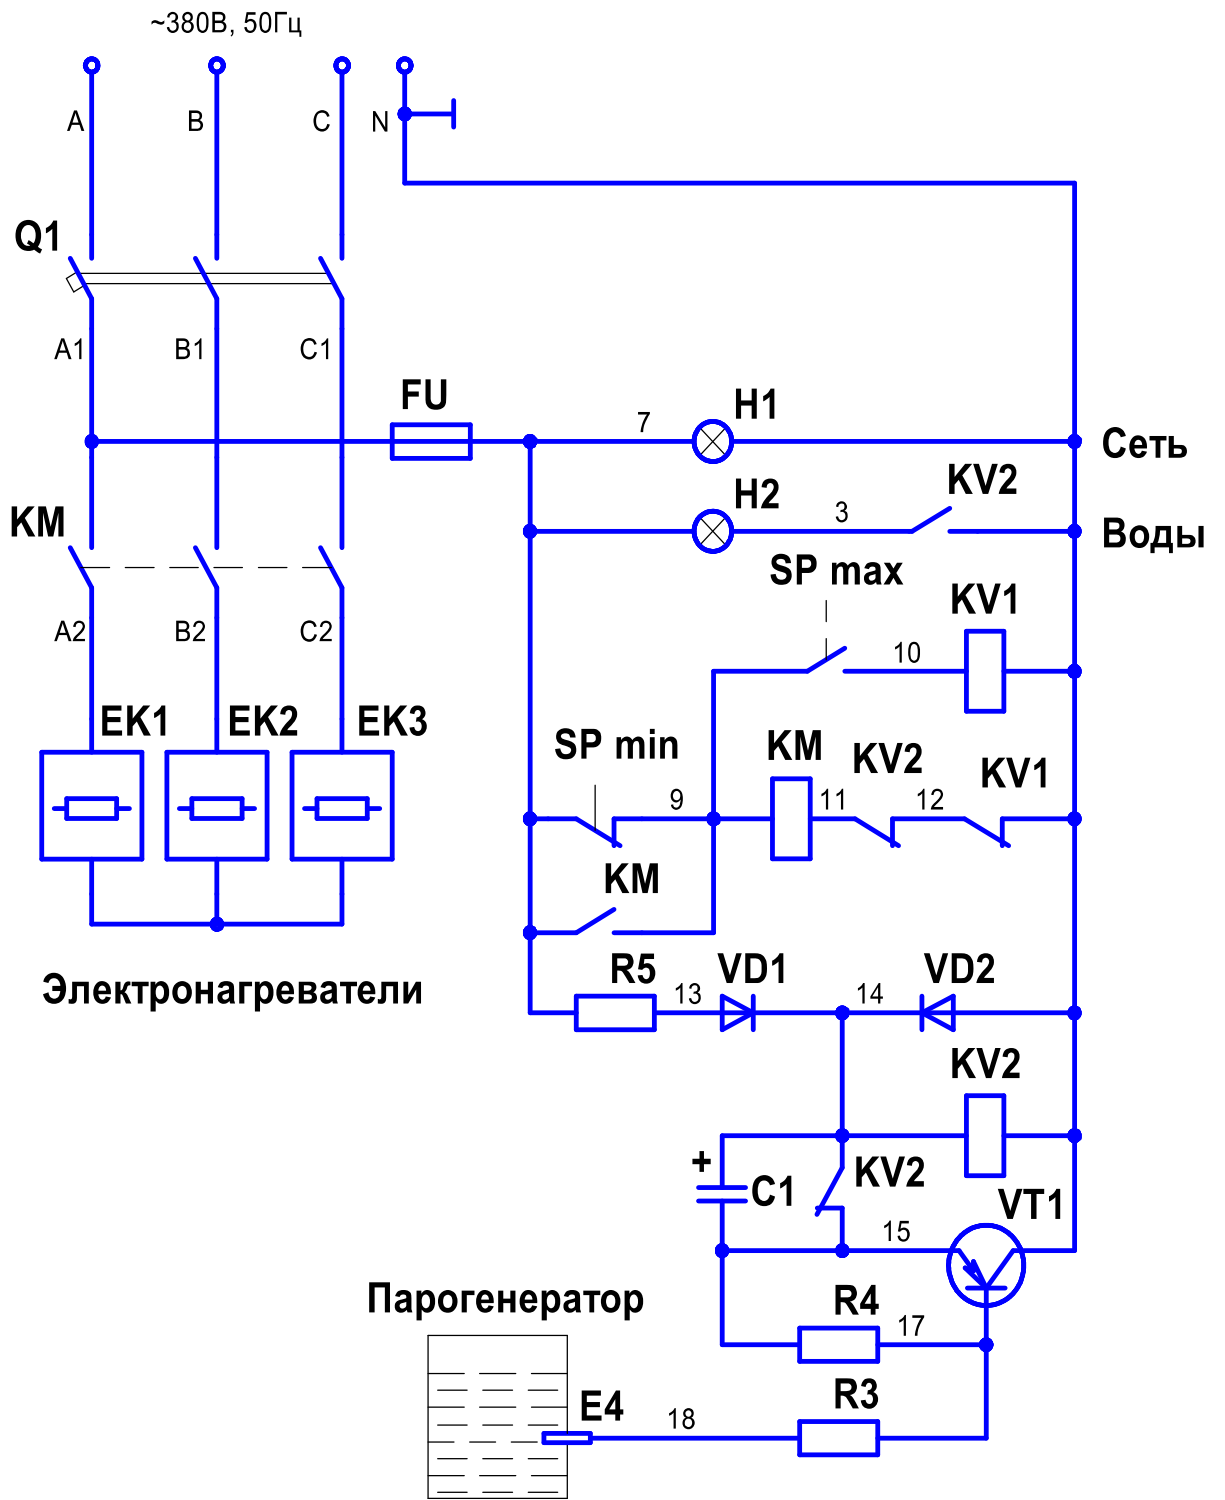 ~380В, 50Гц
A
B
C
N
Q1
A1
B1
C1
FU
7
H1
Сеть
KM
H2
3
KV2
Воды
SP max
KV1
10
A2
B2
C2
EK1
EK2
EK3
SP min
9
KM
11
KV2
12
KV1
KM
Электронагреватели
R5
13
VD1
14
VD2
KV2
+
C1
KV2
15
VT1
Парогенератор
R4
17
E4
18
R3